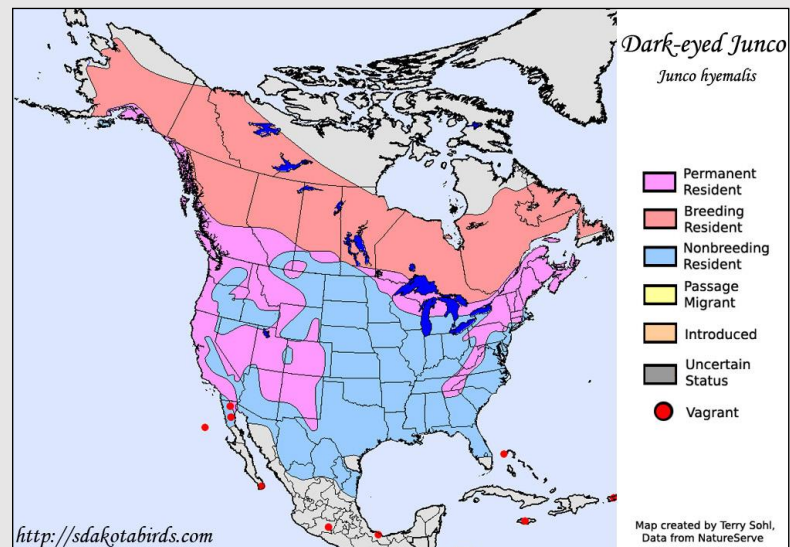 Dark-eyed Junco
Junco hyemalis
Permanent
Resident
Breeding
Resident
Nonbreeding
Resident
Passage
Migrant
Introduced
Uncertain
Status
Vagrant
http://sdakotabirds.com
Map created by Terry Sohl,
Data from NatureServe